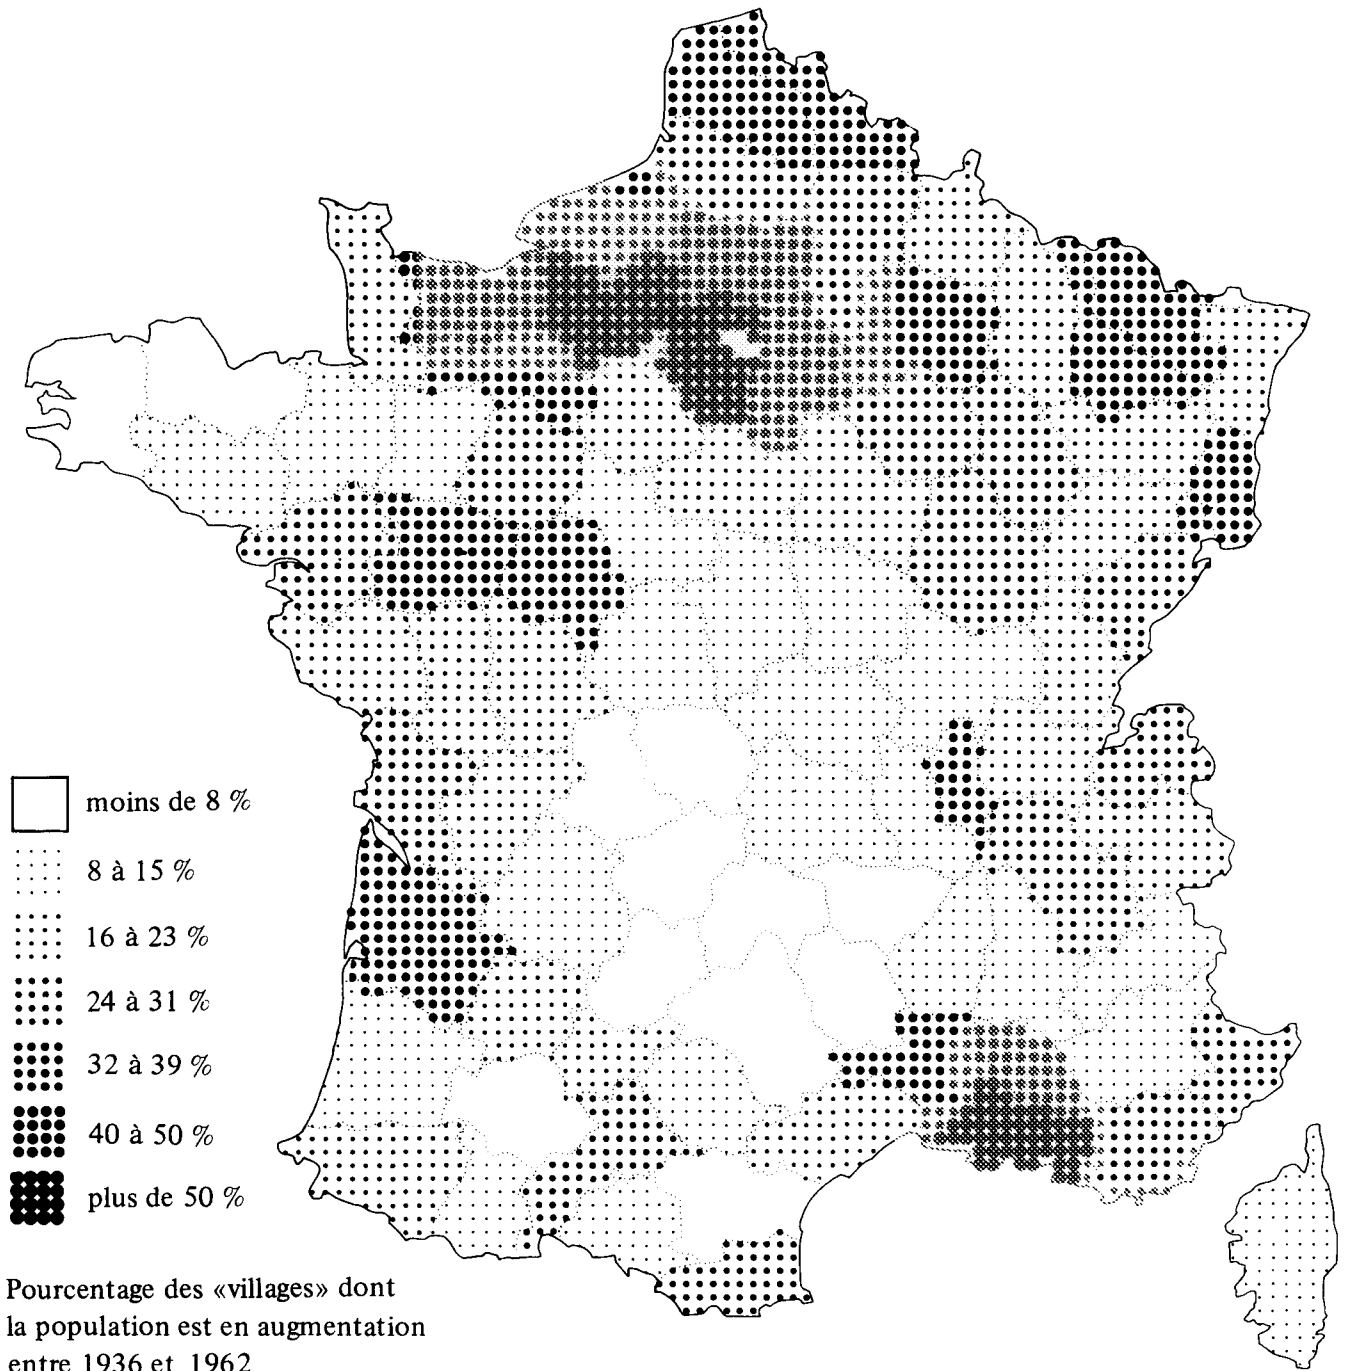 moins de 8 %
8 à 15 %
16 à 23 %
24 à 31 %
32 à 39 %
40 à 50 %
plus de 50 %
Pourcentage des «villages» dont
la population est en augmentation
entre 1936 et 1962